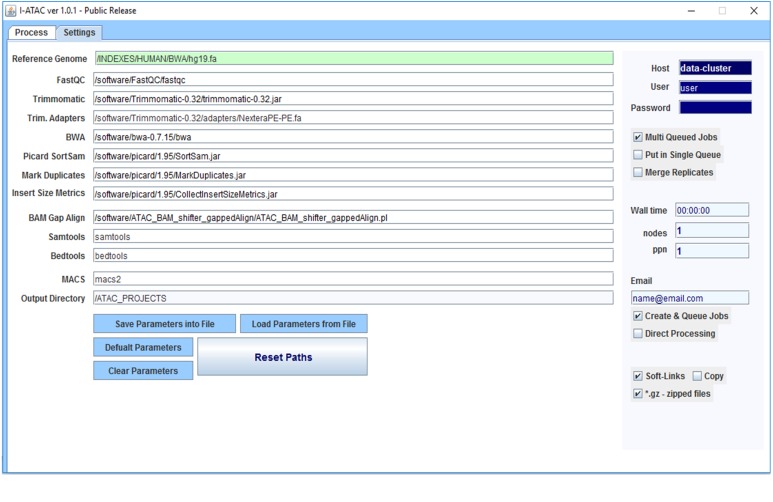 I-ATAC ver 1.0.1 - Public Release
Process Settings
Reference Genome /INDEXES/HUMAN/BWA/hg19.fa
FastQC /software/FastQC/fastqc
Trimmomatic /software/Trimmomatic-0.32/trimmomatic-0.32.jar
Trim. Adapters /software/Trimmomatic-0.32/adapters/NexteraPE-PE.fa
BWA /software/bwa-0.7.15/bwa
Picard SortSam /software/picard/1.95/SortSam.jar
Mark Duplicates /software/picard/1.95/MarkDuplicates.jar
Insert Size Metrics /software/picard/1.95/CollectInsertSizeMetrics.jar
BAM Gap Align /software/ATAC_BAM_shifter_gappedAlign/ATAC_BAM_shifter_gappedAlign.pl
Samtools samtools
Bedtools bedtools
MACS macs2
Output Directory /ATAC_PROJECTS
Save Parameters into File Load Parameters from File
Defualt Parameters
Reset Paths
Clear Parameters
Host data-cluster
User user
Password
Multi Queued Jobs
Put in Single Queue
Merge Replicates
Wall time 00:00:00
nodes 1
ppn 1
Email
name@email.com
Create & Queue Jobs
Direct Processing
Soft-Links Copy
*.gz - zipped files